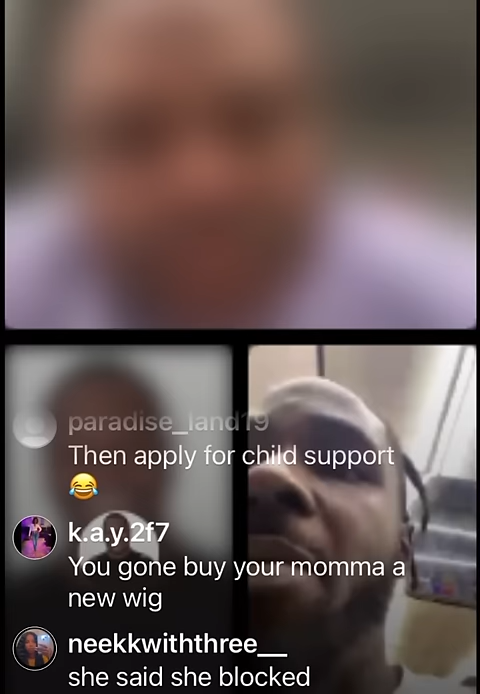 paradise_land19
Then apply for child support
😂
k.a.y.2f7
You gone buy your momma a
new wig
neekkwiththree__
she said she blocked